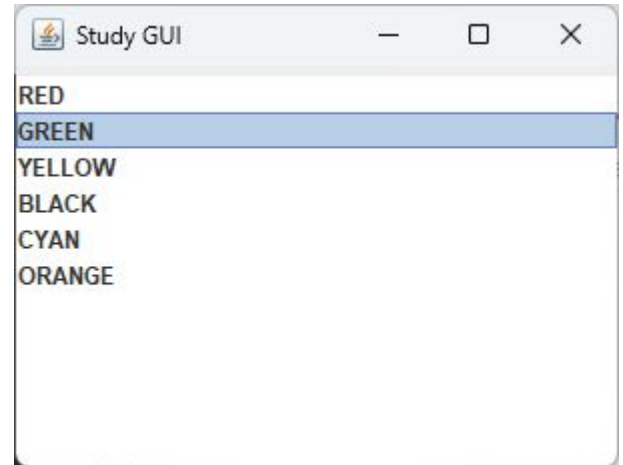 Study GUI
RED
GREEN
YELLOW
BLACK
CYAN
ORANGE